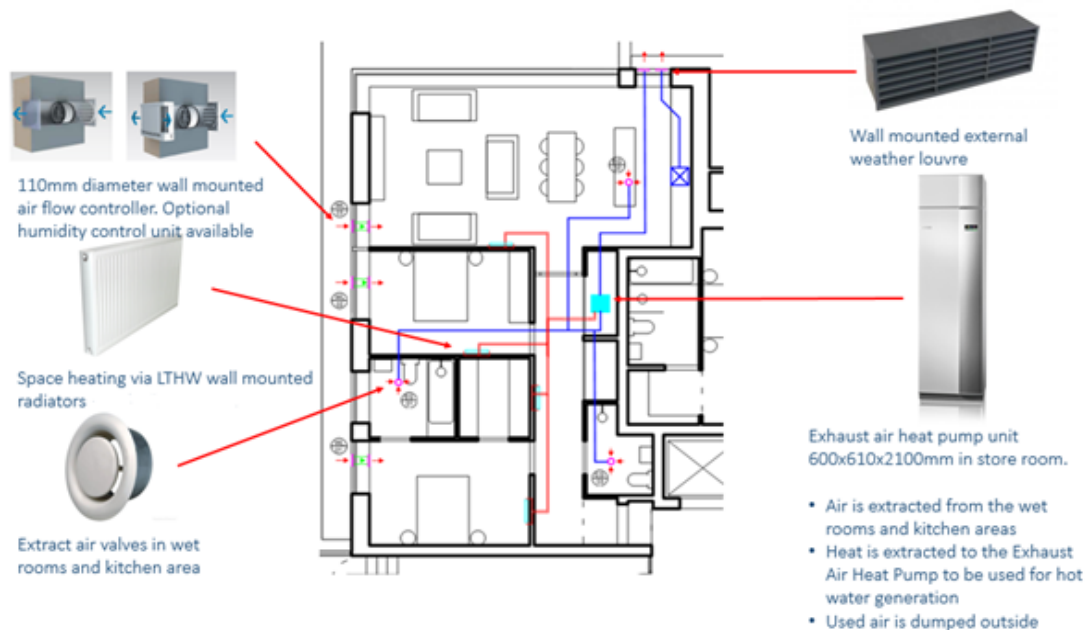 110mm diameter wall mounted
air flow controller. Optional
humidity control unit available
Space heating via LTHW wall mounted
radiators
Extract air valves in wet
rooms and kitchen area
Wall mounted external
weather louvre
Exhaust air heat pump unit
600x610x2100mm in store room.
• Air is extracted from the wet
rooms and kitchen areas
• Heat is extracted to the Exhaust
Air Heat Pump to be used for hot
water generation
• Used air is dumped outside